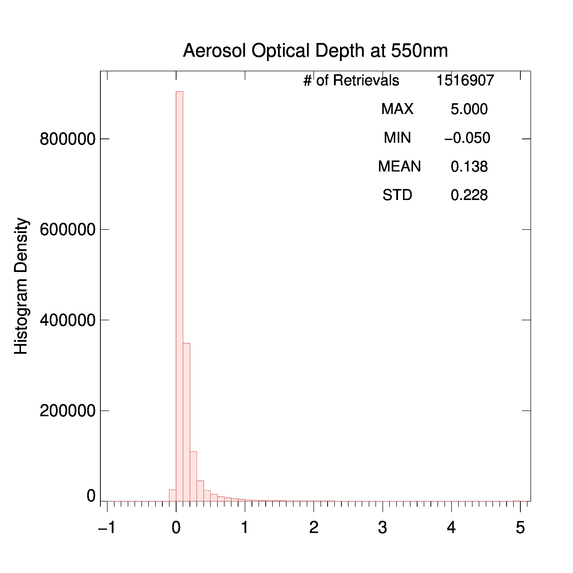 Aerosol Optical Depth at 550nm
# of Retrievals 1516907
MAX 5.000
MIN −0.050
MEAN 0.138
STD 0.228
Histogram Density
800000
600000
400000
200000
0
−1 0 1 2 3 4 5